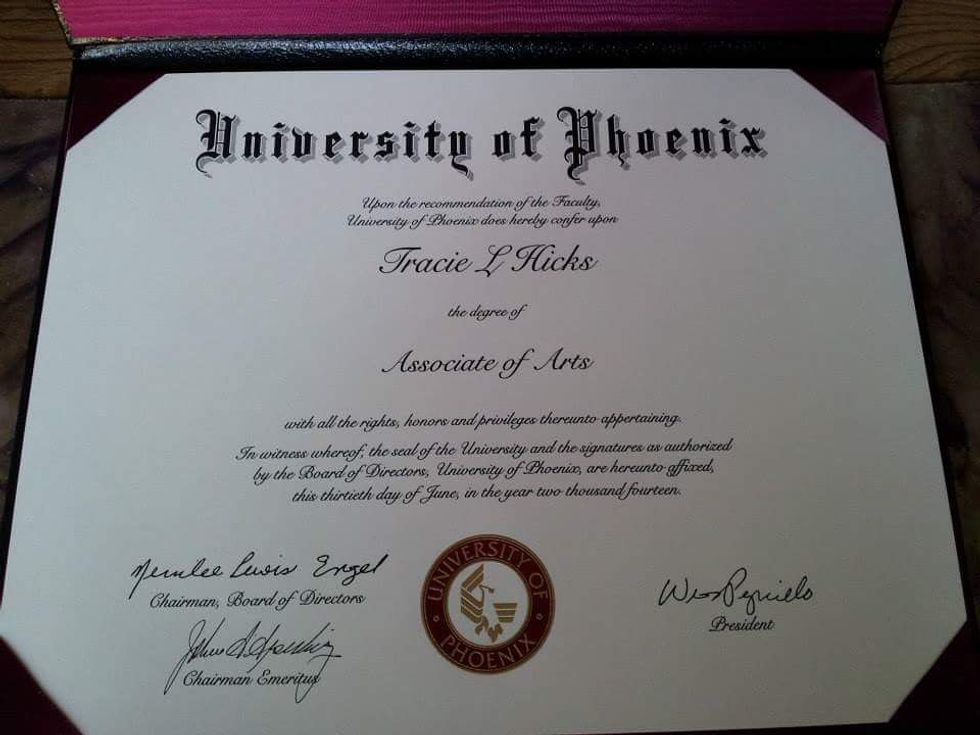 University of Phoenix
Upon the recommendation of the Faculty,
University of Phoenix does hereby confer upon
Tracie L Hicks
the degree of
Associate of Arts
with all the rights, honors and privileges thereunto appertaining.
In witness whereof, the seal of the University and the signatures as authorized
by the Board of Directors, University of Phoenix, are hereunto affixed,
this thirtieth day of June, in the year two thousand fourteen.
Chairman, Board of Directors
Chairman Emeritus
UNIVERSITY OF PHOENIX
President